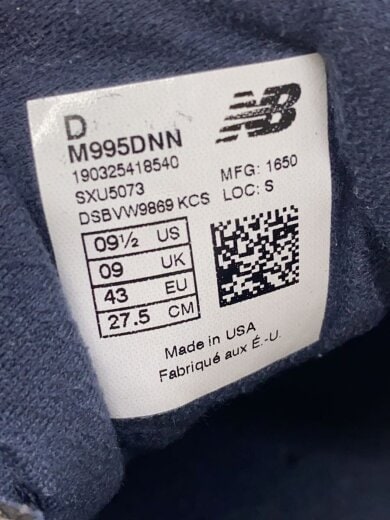 D
NB
M995DNN
190325418540
SXU5073
DSBVW9869 KCS
MFG: 1650
LOC: S
09½ US
09 UK
43 EU
27.5 CM
Made in USA
Fabriqué aux É.-U.